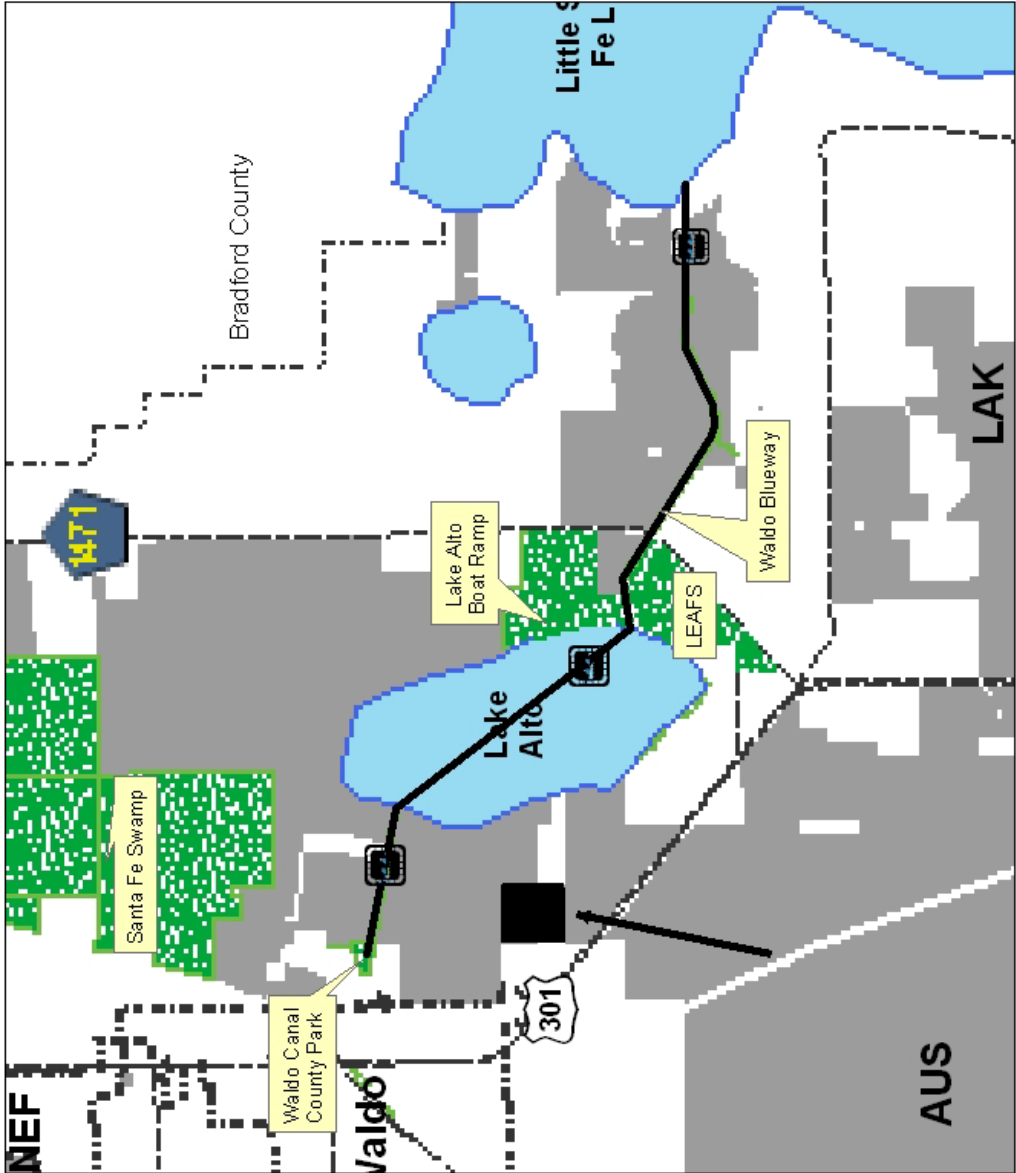 NEF
1471
Santa Fe Swamp
Bradford County
Waldo Canal
County Park
Waldo
Lake Alto
Boat Ramp
Lake
Alto
301
Little S
Fe L
LEAFS
Waldo Blueway
AUS
LAK